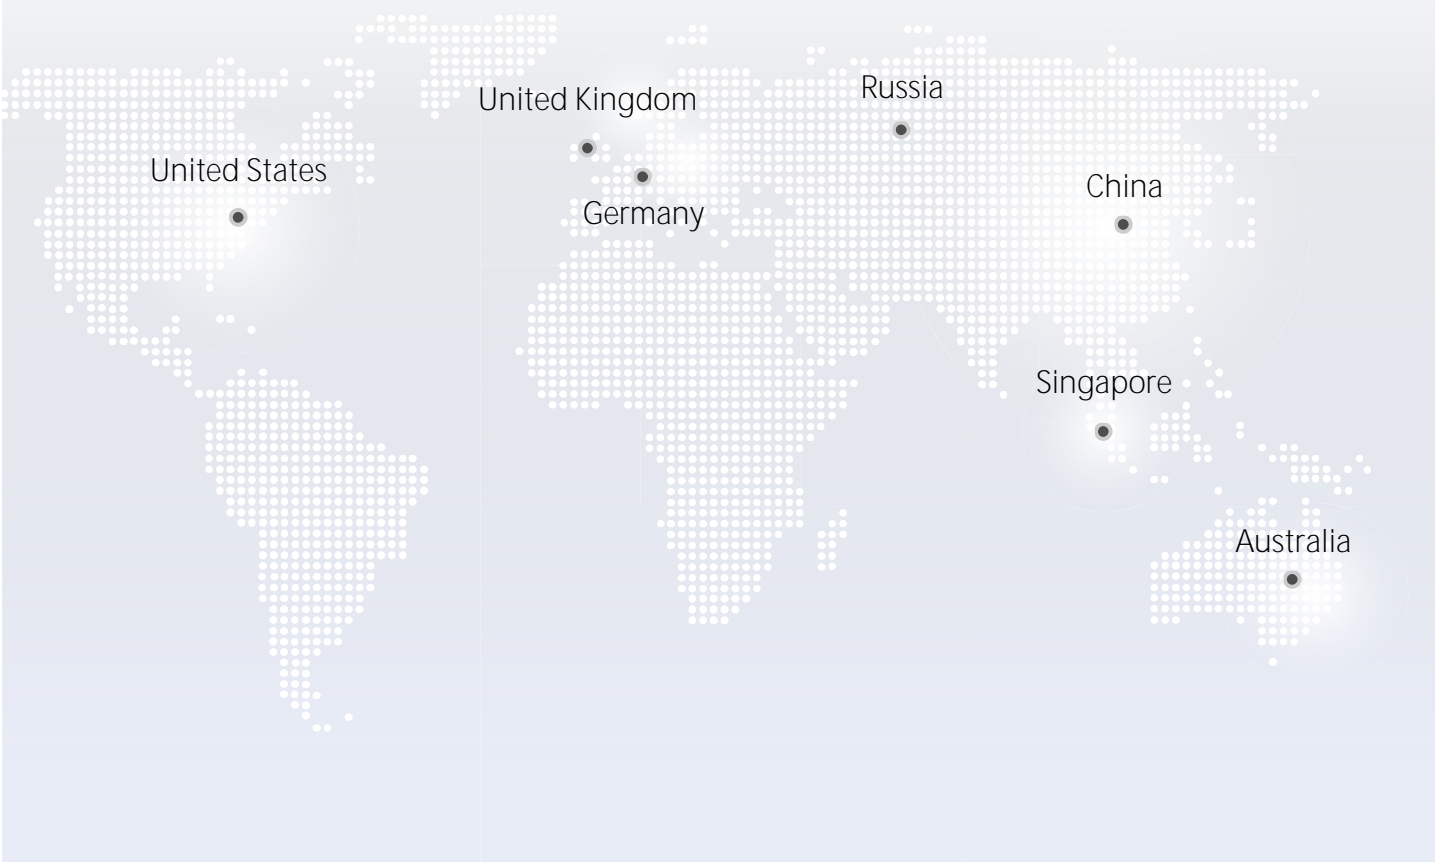 Russia
United Kingdom
United States
China
Germany
Singapore
Australia